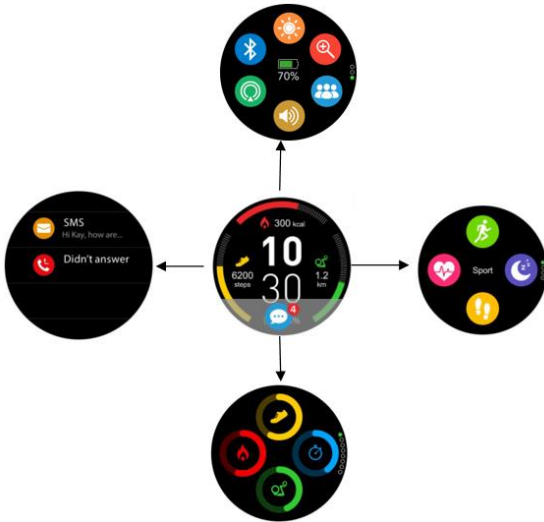 70%
SMS
Hi Kay, how are...
Didn't answer
300 kcal
10
30
6200
steps
1.2
km
4
Sport